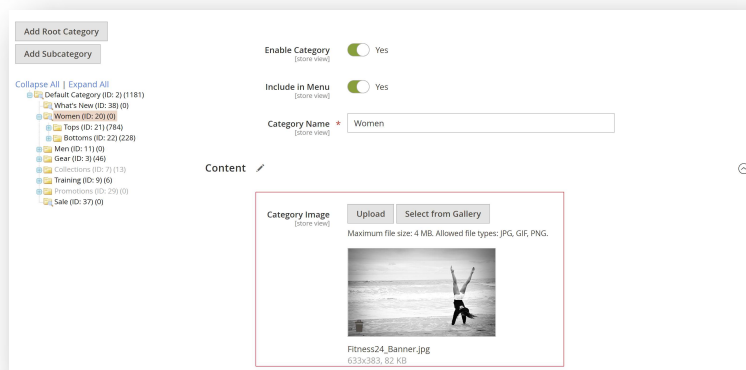 Add Root Category
Add Subcategory
Collapse All | Expand All
Default Category (ID: 2) (1181)
What's New (ID: 38) (0)
Women (ID: 20) (0)
Tops (ID: 21) (784)
Bottoms (ID: 22) (228)
Men (ID: 11) (0)
Gear (ID: 3) (46)
Collections (ID: 7) (13)
Training (ID: 9) (6)
Promotions (ID: 29) (0)
Sale (ID: 37) (0)
Enable Category Yes
[store view]
Include in Menu Yes
[store view]
Category Name * Women
[store view]
Content
Category Image Upload Select from Gallery
[store view]
Maximum file size: 4 MB. Allowed file types: JPG, GIF, PNG.
Fitness24_Banner.jpg
633x383, 82 KB